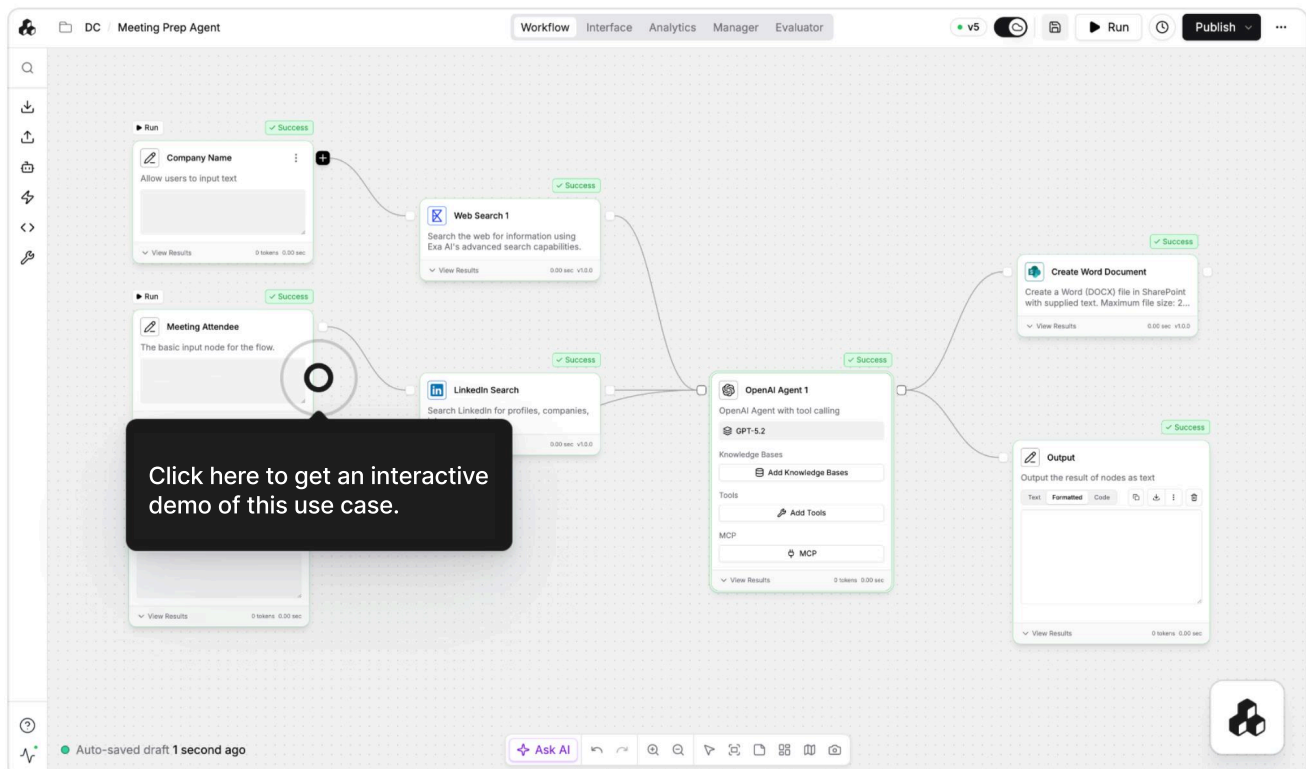 DC / Meeting Prep Agent
Workflow
Interface
Analytics
Manager
Evaluator
v5
Run
Publish
Run
Success
Company Name
Allow users to input text
View Results
0 tokens 0.00 sec
Success
Web Search 1
Search the web for information using
Exa AI's advanced search capabilities.
View Results
0.00 sec v1.0.0
Run
Success
Meeting Attendee
The basic input node for the flow.
Success
LinkedIn Search
Search LinkedIn for profiles, companies,
0.00 sec v1.0.0
Click here to get an interactive
demo of this use case.
View Results
0 tokens 0.00 sec
Success
OpenAI Agent 1
OpenAI Agent with tool calling
GPT-5.2
Knowledge Bases
Add Knowledge Bases
Tools
Add Tools
MCP
MCP
View Results
0 tokens 0.00 sec
Success
Create Word Document
Create a Word (DOCX) file in SharePoint
with supplied text. Maximum file size: 2...
View Results
0.00 sec v1.0.0
Success
Output
Output the result of nodes as text
Text
Formatted
Code
View Results
0 tokens 0.00 sec
Auto-saved draft 1 second ago
Ask AI